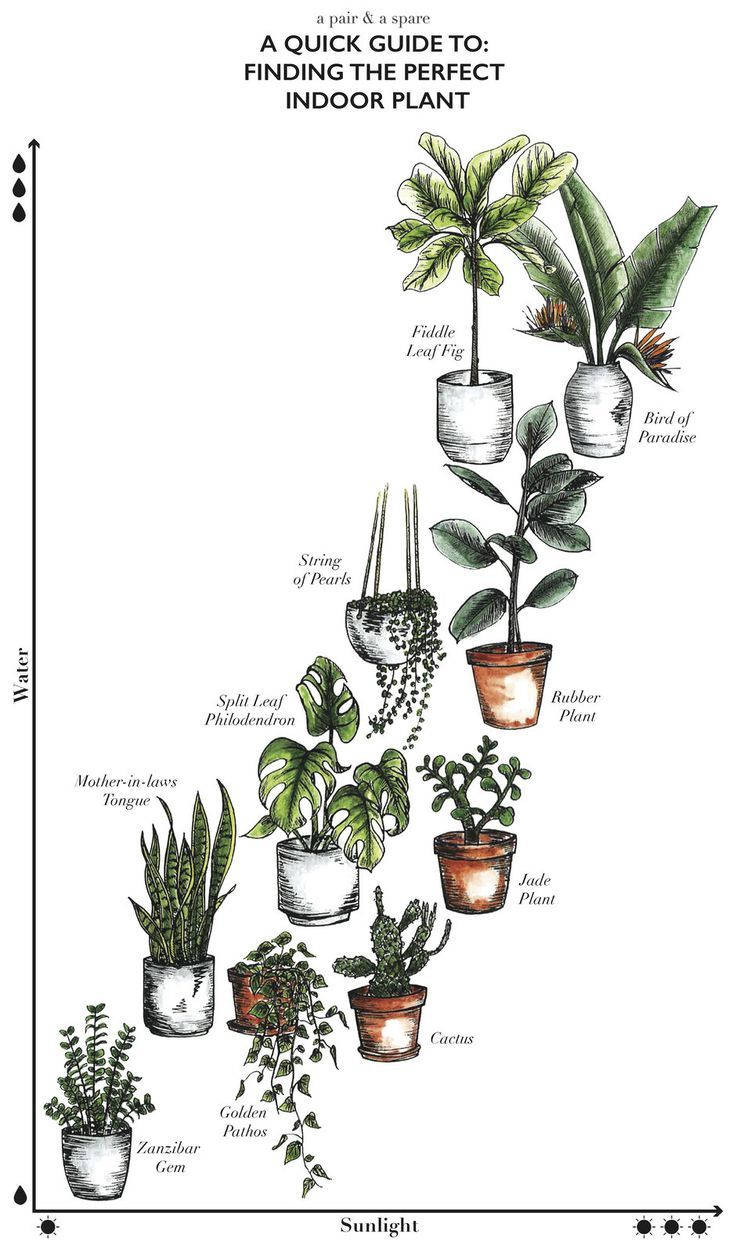 a pair & a spare
A QUICK GUIDE TO:
FINDING THE PERFECT
INDOOR PLANT
Fiddle
Leaf Fig
Bird of
Paradise
String
of Pearls
Rubber
Plant
Split Leaf
Philodendron
Mother-in-laws
Tongue
Jade
Plant
Cactus
Golden
Pathos
Zanzibar
Gem
Water
Sunlight